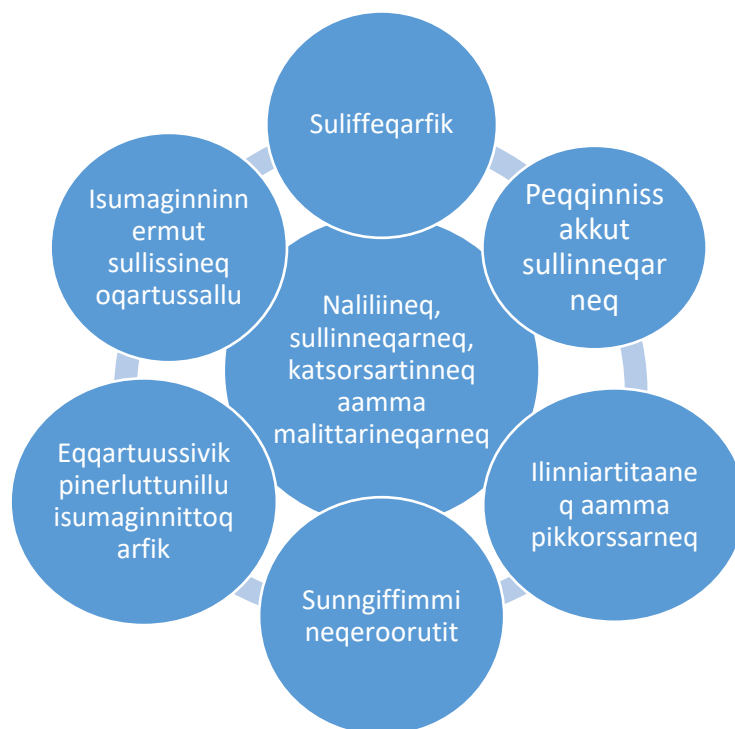 Suliffeqarfik
Peqqinniss
akkut
sullinneqar
neq
Isumaginninn
ermut
sullissineq
oqartussallu
Naliliineq,
sullinneqarneq,
katsorsartinneq
aamma
malittarineqarneq
Eqqartuussivik
pinerluttunillu
isumaginnittoq
arfik
Ilinniartitaane
q aamma
pikkorssarneq
Sunngiffimmi
neqeroorutit